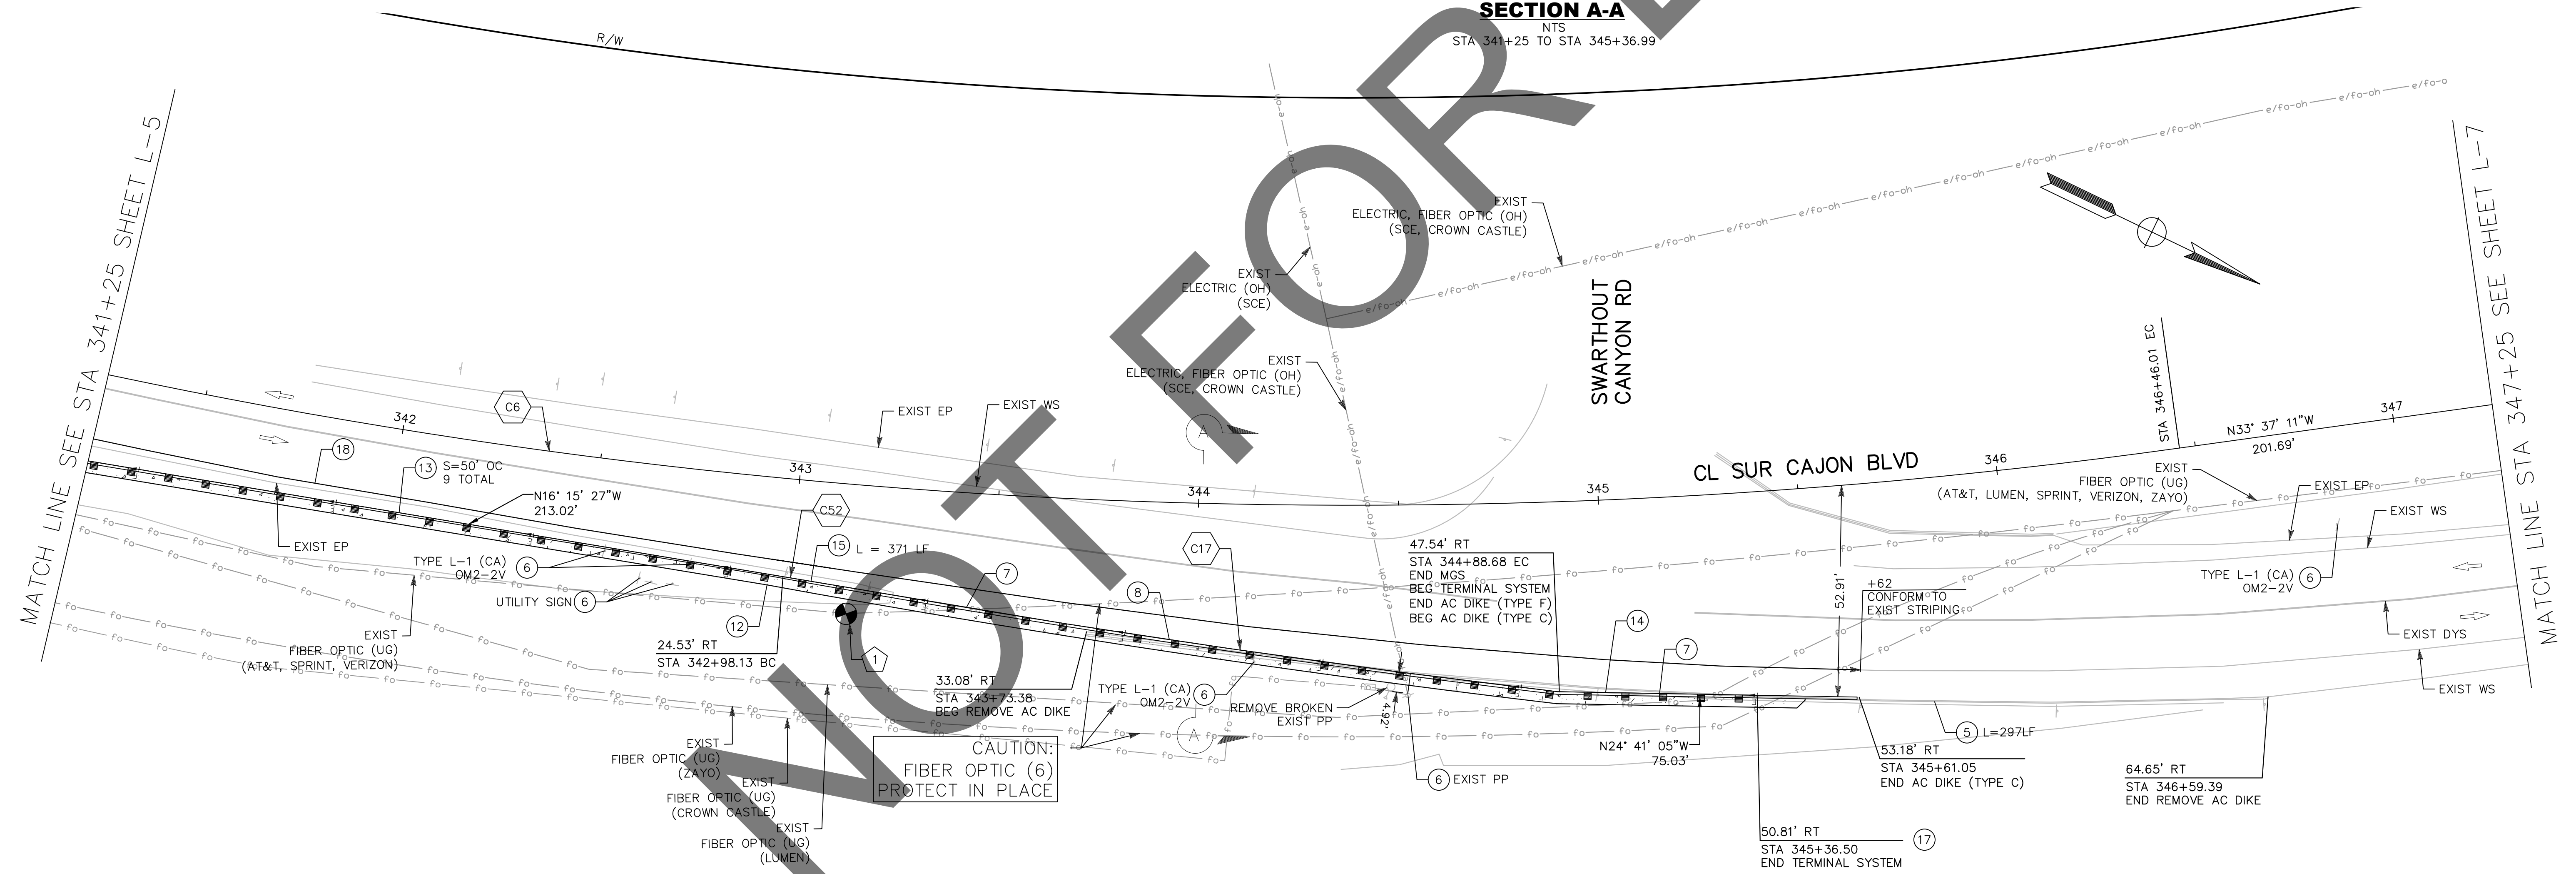 SECTION A-A
NTS
STA 341+25 TO STA 345+36.99
R/W
MATCH LINE SEE STA 341+25 SHEET L-5
MATCH LINE STA 347+25 SEE SHEET L-7
NOT FOR
EXIST
ELECTRIC, FIBER OPTIC (OH)
(SCE, CROWN CASTLE)
EXIST
ELECTRIC (OH)
(SCE)
EXIST
ELECTRIC, FIBER OPTIC (OH)
(SCE, CROWN CASTLE)
SWARTHOUT
CANYON RD
STA 346+46.01 EC
N33° 37' 11"W
201.69'
342
343
344
345
346
347
CL SUR CAJON BLVD
C6
EXIST EP
EXIST WS
A
18
13 S=50' OC
9 TOTAL
N16° 15' 27"W
213.02'
EXIST EP
C52
15 L = 371 LF
TYPE L-1 (CA)
OM2-2V
6
UTILITY SIGN 6
12
7
8
C17
1
EXIST
FIBER OPTIC (UG)
(AT&T, SPRINT, VERIZON)
24.53' RT
STA 342+98.13 BC
33.08' RT
STA 343+73.38
BEG REMOVE AC DIKE
TYPE L-1 (CA)
OM2-2V
6
47.54' RT
STA 344+88.68 EC
END MGS
BEG TERMINAL SYSTEM
END AC DIKE (TYPE F)
BEG AC DIKE (TYPE C)
14
7
52.91'
+62
CONFORM TO
EXIST STRIPING
EXIST
FIBER OPTIC (UG)
(AT&T, LUMEN, SPRINT, VERIZON, ZAYO)
EXIST EP
EXIST WS
TYPE L-1 (CA)
OM2-2V
6
EXIST DYS
EXIST WS
REMOVE BROKEN
EXIST PP
4.92'
A
6 EXIST PP
CAUTION:
FIBER OPTIC (6)
PROTECT IN PLACE
EXIST
FIBER OPTIC (UG)
(ZAYO)
EXIST
FIBER OPTIC (UG)
(CROWN CASTLE)
EXIST
FIBER OPTIC (UG)
(LUMEN)
N24° 41' 05"W
75.03'
5 L=297LF
53.18' RT
STA 345+61.05
END AC DIKE (TYPE C)
64.65' RT
STA 346+59.39
END REMOVE AC DIKE
50.81' RT
STA 345+36.50
END TERMINAL SYSTEM
17